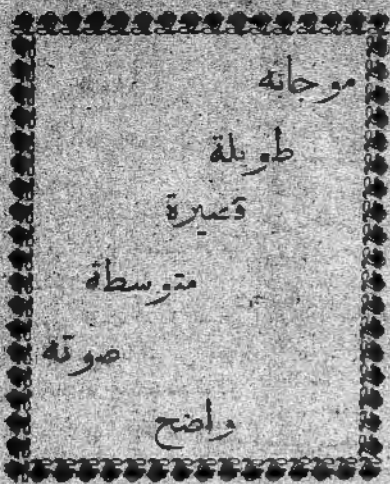 موجاته
طويلة
قصيرة
متوسطة
صوته
واضح